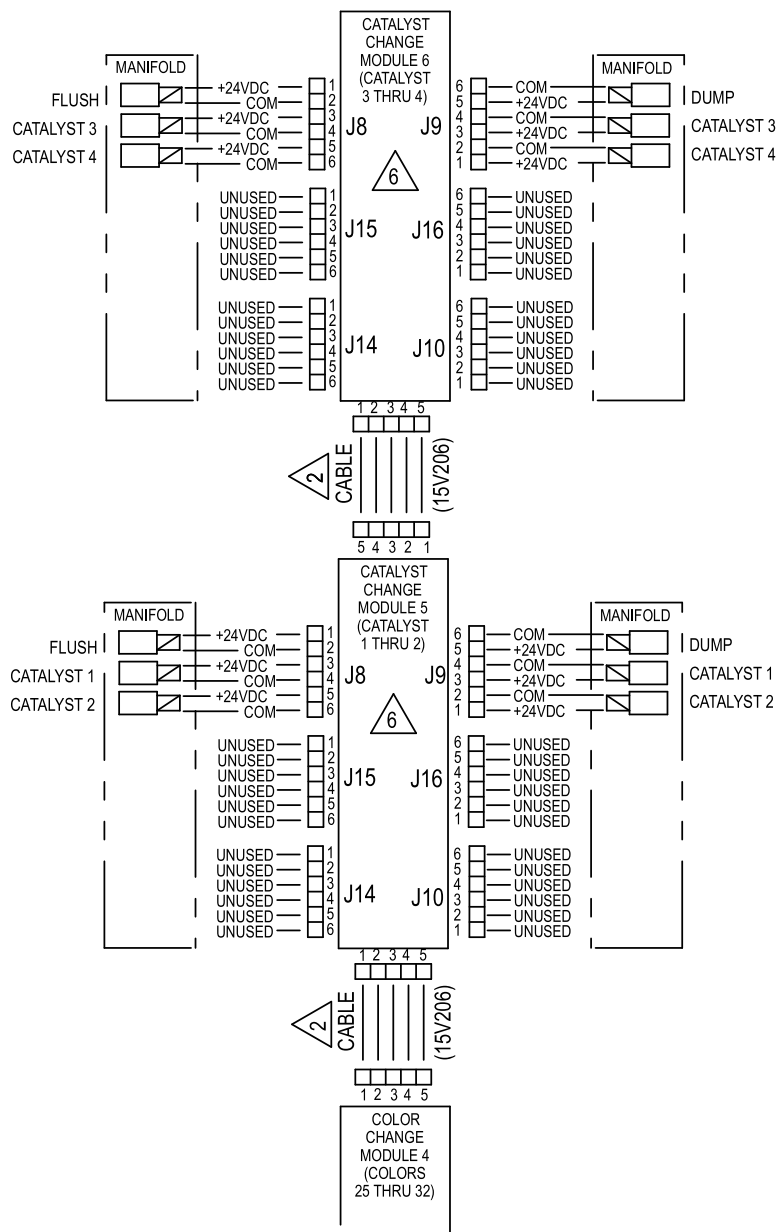 CATALYST
CHANGE
MODULE 6
(CATALYST
3 THRU 4)
MANIFOLD
FLUSH
CATALYST 3
CATALYST 4
+24VDC 1
COM 2
+24VDC 3
COM 4
+24VDC 5
COM 6
J8
J9
6
6 COM
5 +24VDC
4 COM
3 +24VDC
2 COM
1 +24VDC
MANIFOLD
DUMP
CATALYST 3
CATALYST 4
UNUSED 1
UNUSED 2
UNUSED 3
UNUSED 4
UNUSED 5
UNUSED 6
J15
J16
6 UNUSED
5 UNUSED
4 UNUSED
3 UNUSED
2 UNUSED
1 UNUSED
UNUSED 1
UNUSED 2
UNUSED 3
UNUSED 4
UNUSED 5
UNUSED 6
J14
J10
6 UNUSED
5 UNUSED
4 UNUSED
3 UNUSED
2 UNUSED
1 UNUSED
1 2 3 4 5
2
CABLE
(15V206)
5 4 3 2 1
CATALYST
CHANGE
MODULE 5
(CATALYST
1 THRU 2)
MANIFOLD
FLUSH
CATALYST 1
CATALYST 2
+24VDC 1
COM 2
+24VDC 3
COM 4
+24VDC 5
COM 6
J8
J9
6
6 COM
5 +24VDC
4 COM
3 +24VDC
2 COM
1 +24VDC
MANIFOLD
DUMP
CATALYST 1
CATALYST 2
UNUSED 1
UNUSED 2
UNUSED 3
UNUSED 4
UNUSED 5
UNUSED 6
J15
J16
6 UNUSED
5 UNUSED
4 UNUSED
3 UNUSED
2 UNUSED
1 UNUSED
UNUSED 1
UNUSED 2
UNUSED 3
UNUSED 4
UNUSED 5
UNUSED 6
J14
J10
6 UNUSED
5 UNUSED
4 UNUSED
3 UNUSED
2 UNUSED
1 UNUSED
1 2 3 4 5
2
CABLE
(15V206)
1 2 3 4 5
COLOR
CHANGE
MODULE 4
(COLORS
25 THRU 32)